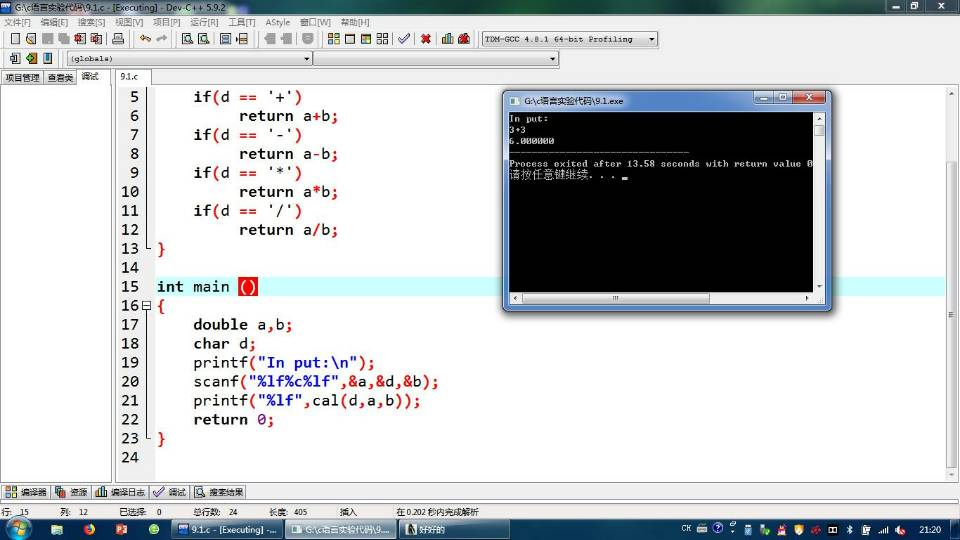 G:\c语言实验代码\9.1.c - [Executing] - Dev-C++ 5.9.2
文件[F] 编辑[E] 搜索[S] 视图[V] 项目[P] 运行[R] 工具[T] AStyle 窗口[W] 帮助[H]
TDM-GCC 4.8.1 64-bit Profiling
(globals)
项目管理 查看类 调试 9.1.c
5 if(d == '+')
6 return a+b;
7 if(d == '-')
8 return a-b;
9 if(d == '*')
10 return a*b;
11 if(d == '/')
12 return a/b;
13 }
14
15 int main ()
16 {
17 double a,b;
18 char d;
19 printf("In put:\n");
20 scanf("%lf%c%lf",&a,&d,&b);
21 printf("%lf",cal(d,a,b));
22 return 0;
23 }
24
G:\c语言实验代码\9.1.exe
In put:
3+3
6.000000
--------------------------------
Process exited after 13.58 seconds with return value 0
请按任意键继续. . .
编译器 资源 编译日志 调试 搜索结果
行: 15 列: 12 已选择: 0 总行数: 24 长度: 405 插入 在 0.202 秒内完成解析
9.1.c - [Executing] -... G:\c语言实验代码\9.... 好好的
CH 21:20